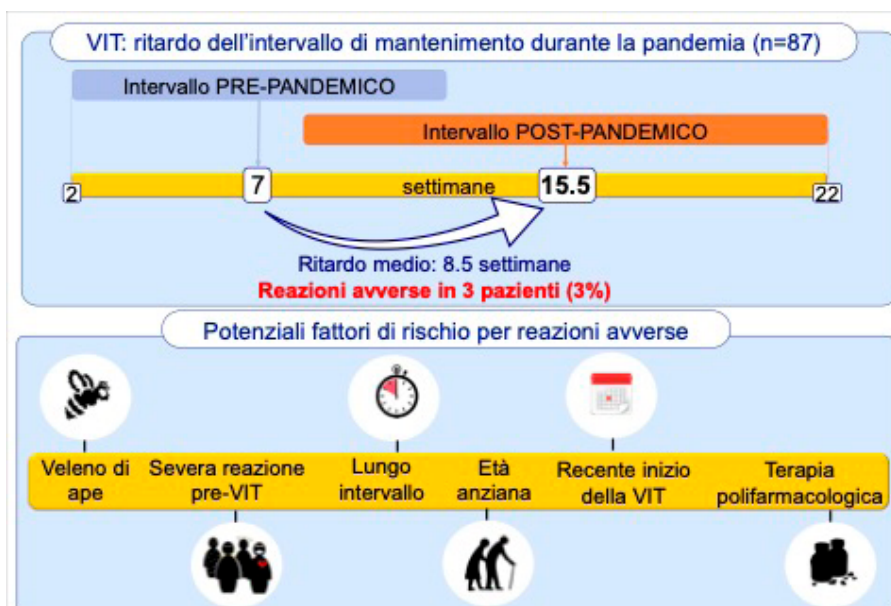 VIT: ritardo dell'intervallo di mantenimento durante la pandemia (n=87)
Intervallo PRE-PANDEMICO
Intervallo POST-PANDEMICO
2
7
settimane
15.5
22
Ritardo medio: 8.5 settimane
Reazioni avverse in 3 pazienti (3%)
Potenziali fattori di rischio per reazioni avverse
Veleno di
ape
Severa reazione
pre-VIT
Lungo
intervallo
Età
anziana
Recente inizio
della VIT
Terapia
polifarmacologica